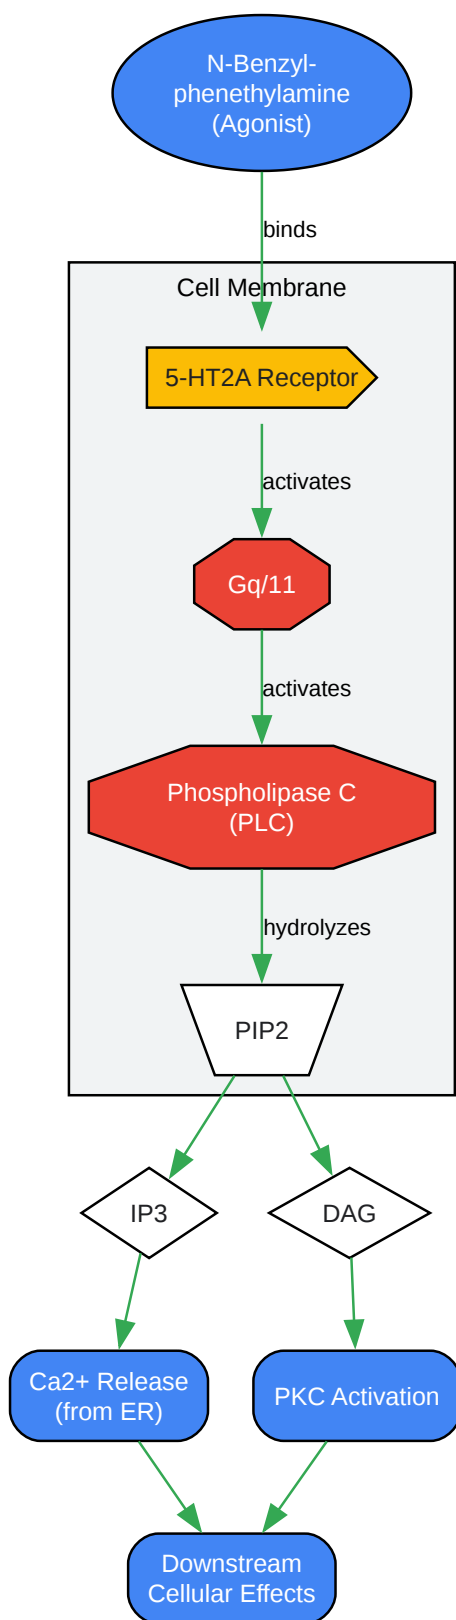 N-Benzyl-
phenethylamine
(Agonist)
binds
Cell Membrane
5-HT2A Receptor
activates
Gq/11
activates
Phospholipase C
(PLC)
hydrolyzes
PIP2
IP3
DAG
Ca2+ Release
(from ER)
PKC Activation
Downstream
Cellular Effects